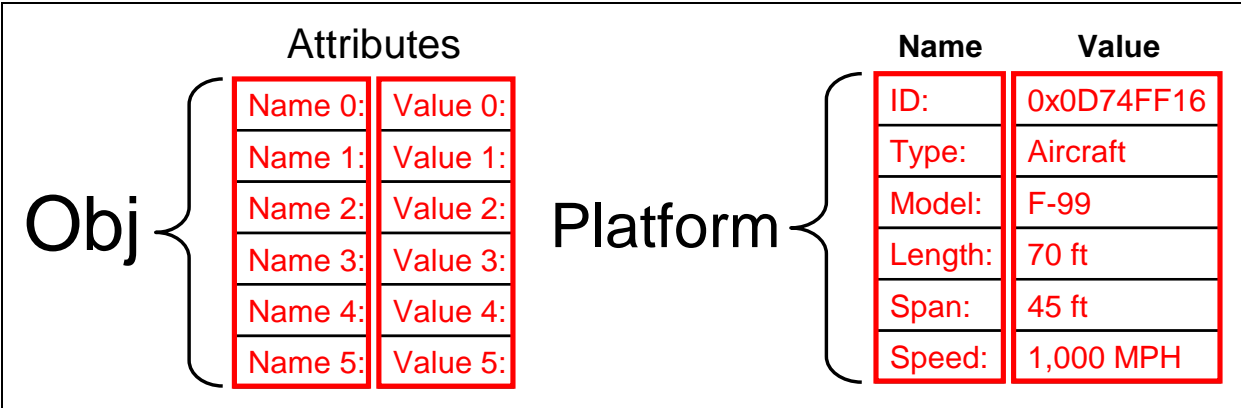 Attributes
Obj
Name 0: Value 0:
Name 1: Value 1:
Name 2: Value 2:
Name 3: Value 3:
Name 4: Value 4:
Name 5: Value 5:
Platform
Name Value
ID: 0x0D74FF16
Type: Aircraft
Model: F-99
Length: 70 ft
Span: 45 ft
Speed: 1,000 MPH